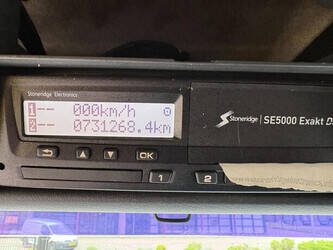 Stoneridge Electronics
1-- 000km/h
2-- 0731268.4km
Stoneridge | SE5000 Exakt D
OK
1 2